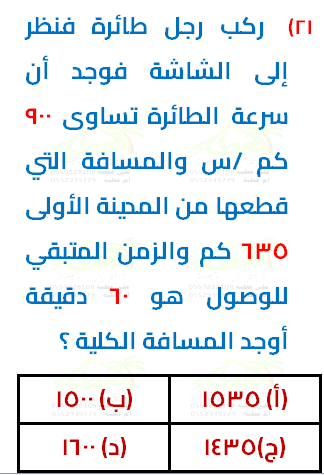 ٢١) ركب رجل طائرة فنظر
إلى الشاشة فوجد أن
سرعة الطائرة تساوى ٩٠٠
كم /س والمسافة التي
قطعها من المدينة الأولى
٦٣٥ كم والزمن المتبقي
للوصول هو ٦٠ دقيقة
أوجد المسافة الكلية ؟
(أ) ١٥٣٥ (ب) ١٥٠٠
(ج)١٤٣٥ (د) ١٦٠٠